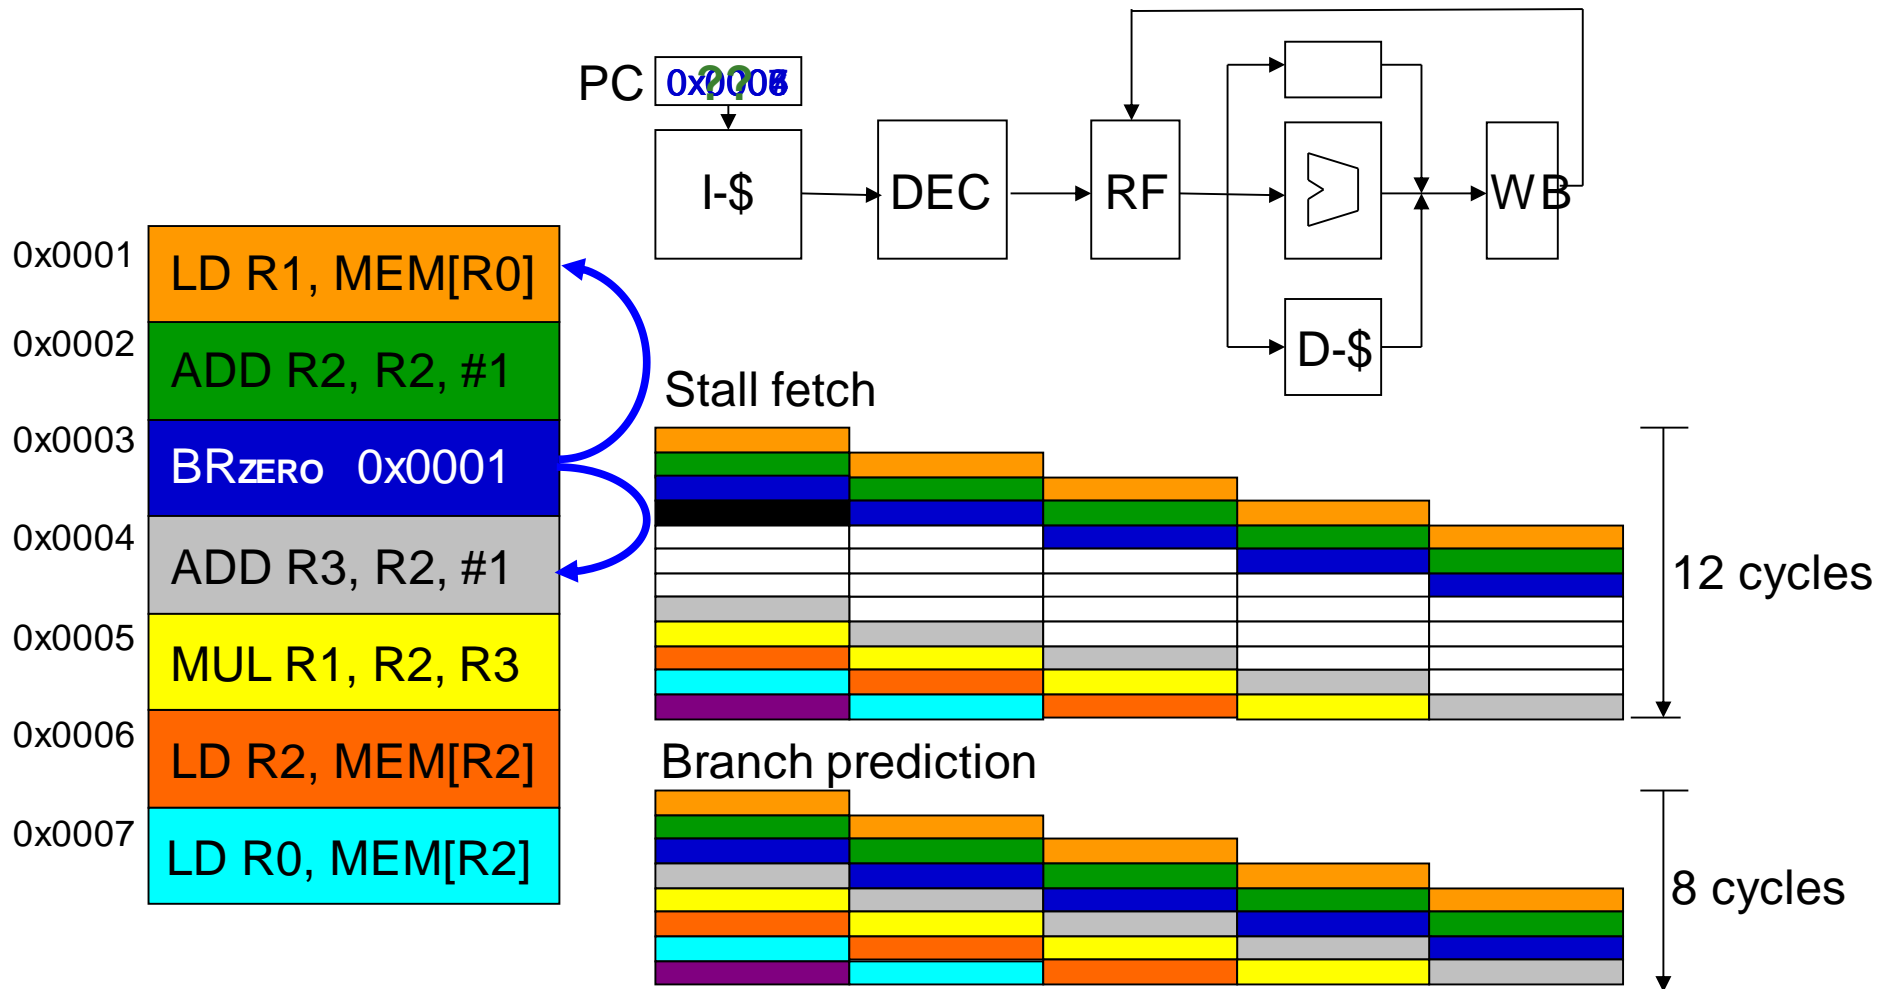 PC
I-$
DEC
RF
WB
D-$
0x0001
LD R1, MEM[R0]
0x0002
ADD R2, R2, #1
0x0003
BRZERO 0x0001
0x0004
ADD R3, R2, #1
0x0005
MUL R1, R2, R3
0x0006
LD R2, MEM[R2]
0x0007
LD R0, MEM[R2]
Stall fetch
12 cycles
Branch prediction
8 cycles